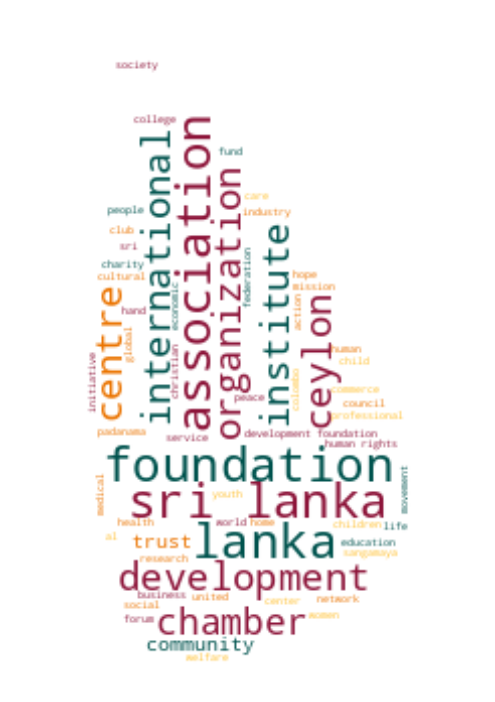 society
college
association
international
fund
organization
care
people
industry
club
institute
sri
charity
federation
cultural
hope
economic
mission
centre
ceylon
hand
action
global
christian
human
initiative
child
colombo
commerce
peace
council
professional
padanama
service
development foundation
human rights
foundation
movement
medical
sri lanka
youth
health
world
home
children
life
al
trust
lanka
education
sangamaya
research
development
business
united
social
center
network
forum
chamber
women
community
welfare